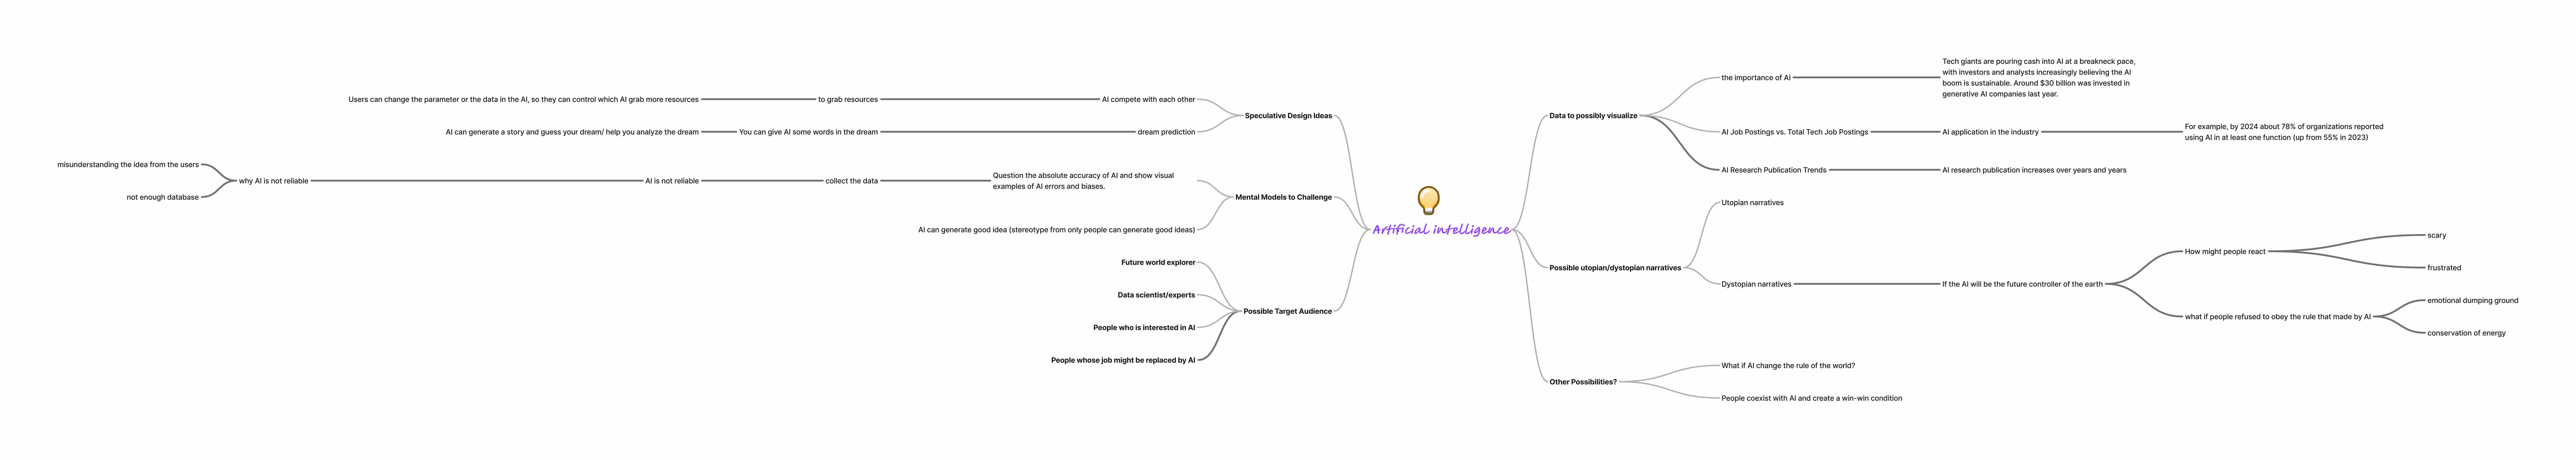 Artificial intelligence
Speculative Design Ideas
AI compete with each other
to grab resources
Users can change the parameter or the data in the AI, so they can control which AI grab more resources
dream prediction
You can give AI some words in the dream
AI can generate a story and guess your dream/ help you analyze the dream
Mental Models to Challenge
Question the absolute accuracy of AI and show visual
examples of AI errors and biases.
collect the data
AI is not reliable
why AI is not reliable
misunderstanding the idea from the users
not enough database
AI can generate good idea (stereotype from only people can generate good ideas)
Possible Target Audience
Future world explorer
Data scientist/experts
People who is interested in AI
People whose job might be replaced by AI
Data to possibly visualize
the importance of AI
Tech giants are pouring cash into AI at a breakneck pace,
with investors and analysts increasingly believing the AI
boom is sustainable. Around $30 billion was invested in
generative AI companies last year.
AI Job Postings vs. Total Tech Job Postings
AI application in the industry
For example, by 2024 about 78% of organizations reported
using AI in at least one function (up from 55% in 2023)
AI Research Publication Trends
AI research publication increases over years and years
Possible utopian/dystopian narratives
Utopian narratives
Dystopian narratives
If the AI will be the future controller of the earth
How might people react
scary
frustrated
what if people refused to obey the rule that made by AI
emotional dumping ground
conservation of energy
Other Possibilities?
What if AI change the rule of the world?
People coexist with AI and create a win-win condition